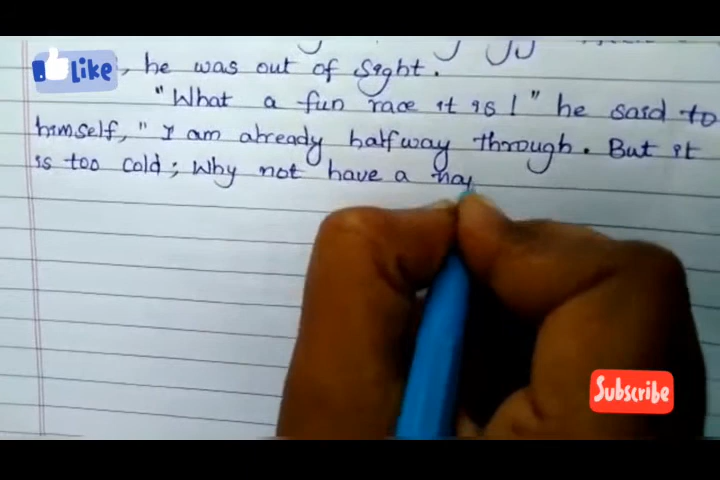 Like , he was out of sight.
"What a fun race it is!" he said to
himself, "I am already halfway through. But it
is too cold; Why not have a
Subscribe